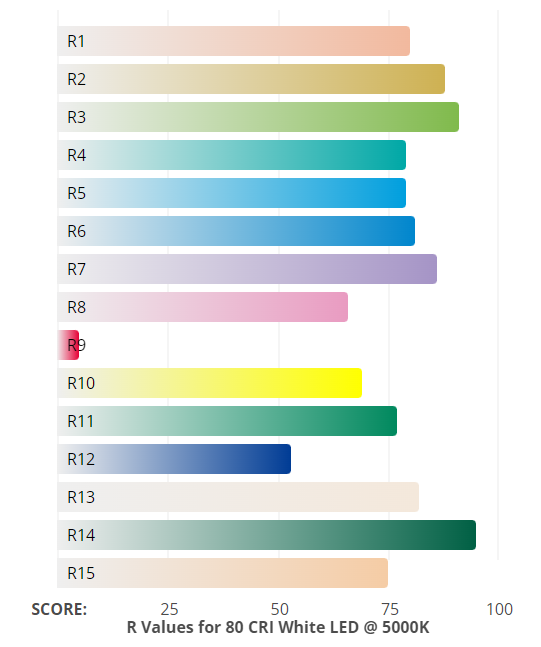 R1
R2
R3
R4
R5
R6
R7
R8
R9
R10
R11
R12
R13
R14
R15
SCORE: 25 50 75 100
R Values for 80 CRI White LED @ 5000K